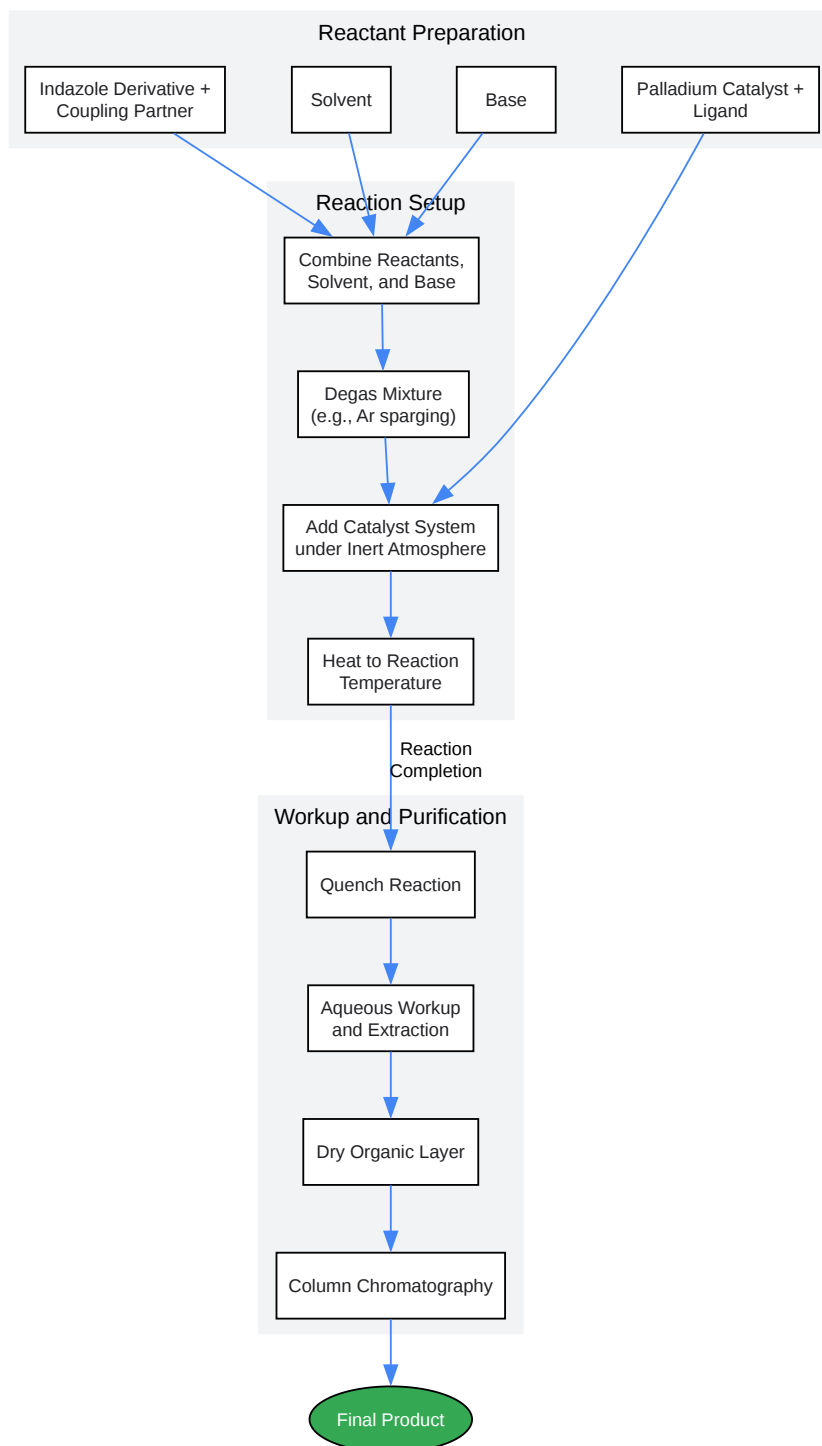 Reactant Preparation
Indazole Derivative +
Coupling Partner
Solvent
Base
Palladium Catalyst +
Ligand
Reaction Setup
Combine Reactants,
Solvent, and Base
Degas Mixture
(e.g., Ar sparging)
Add Catalyst System
under Inert Atmosphere
Heat to Reaction
Temperature
Reaction
Completion
Workup and Purification
Quench Reaction
Aqueous Workup
and Extraction
Dry Organic Layer
Column Chromatography
Final Product